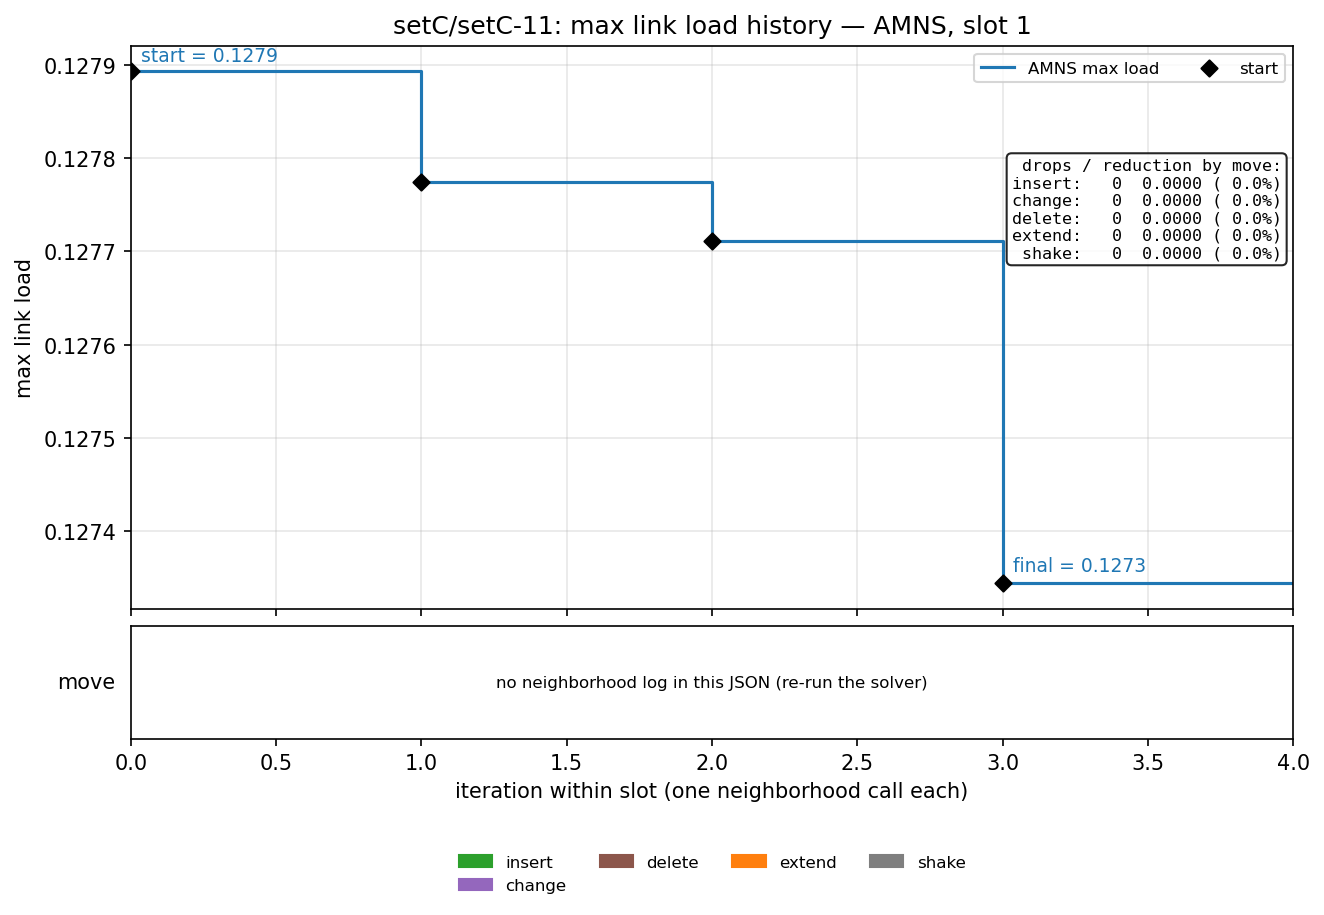 setC/setC-11: max link load history — AMNS, slot 1
start = 0.1279
AMNS max load start
drops / reduction by move:
insert: 0 0.0000 ( 0.0%)
change: 0 0.0000 ( 0.0%)
delete: 0 0.0000 ( 0.0%)
extend: 0 0.0000 ( 0.0%)
shake: 0 0.0000 ( 0.0%)
0.1279
0.1278
0.1277
0.1276
0.1275
0.1274
max link load
final = 0.1273
move
no neighborhood log in this JSON (re-run the solver)
0.0 0.5 1.0 1.5 2.0 2.5 3.0 3.5 4.0
iteration within slot (one neighborhood call each)
insert delete extend shake
change